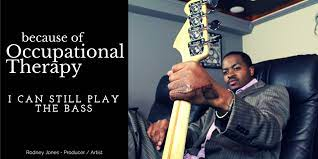 because of
Occupational
Therapy
I CAN STILL PLAY
THE BASS
Rodney Jones - Producer / Artist